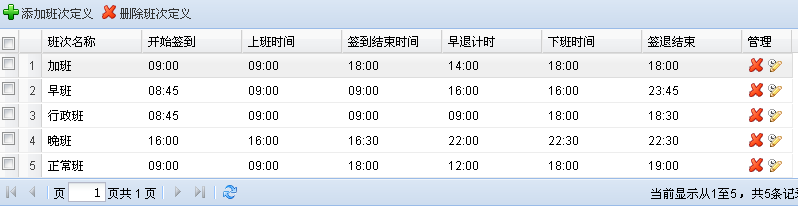 添加班次定义 删除班次定义
班次名称 开始签到 上班时间 签到结束时间 早退计时 下班时间 签退结束 管理
1 加班 09:00 09:00 18:00 14:00 18:00 18:00
2 早班 08:45 09:00 09:00 16:00 16:00 23:45
3 行政班 08:45 09:00 09:00 09:00 18:00 18:30
4 晚班 16:00 16:00 16:30 22:00 22:30 22:30
5 正常班 09:00 09:00 18:00 12:00 18:00 19:00
页 1 页共 1 页 当前显示从1至5，共5条记录